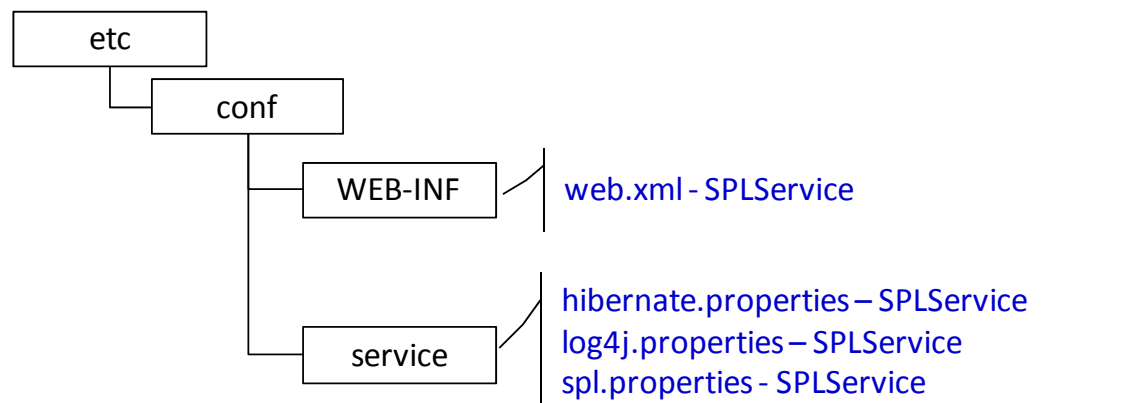 etc
conf
WEB-INF
web.xml - SPLService
hibernate.properties – SPLService
log4j.properties – SPLService
service
spl.properties - SPLService